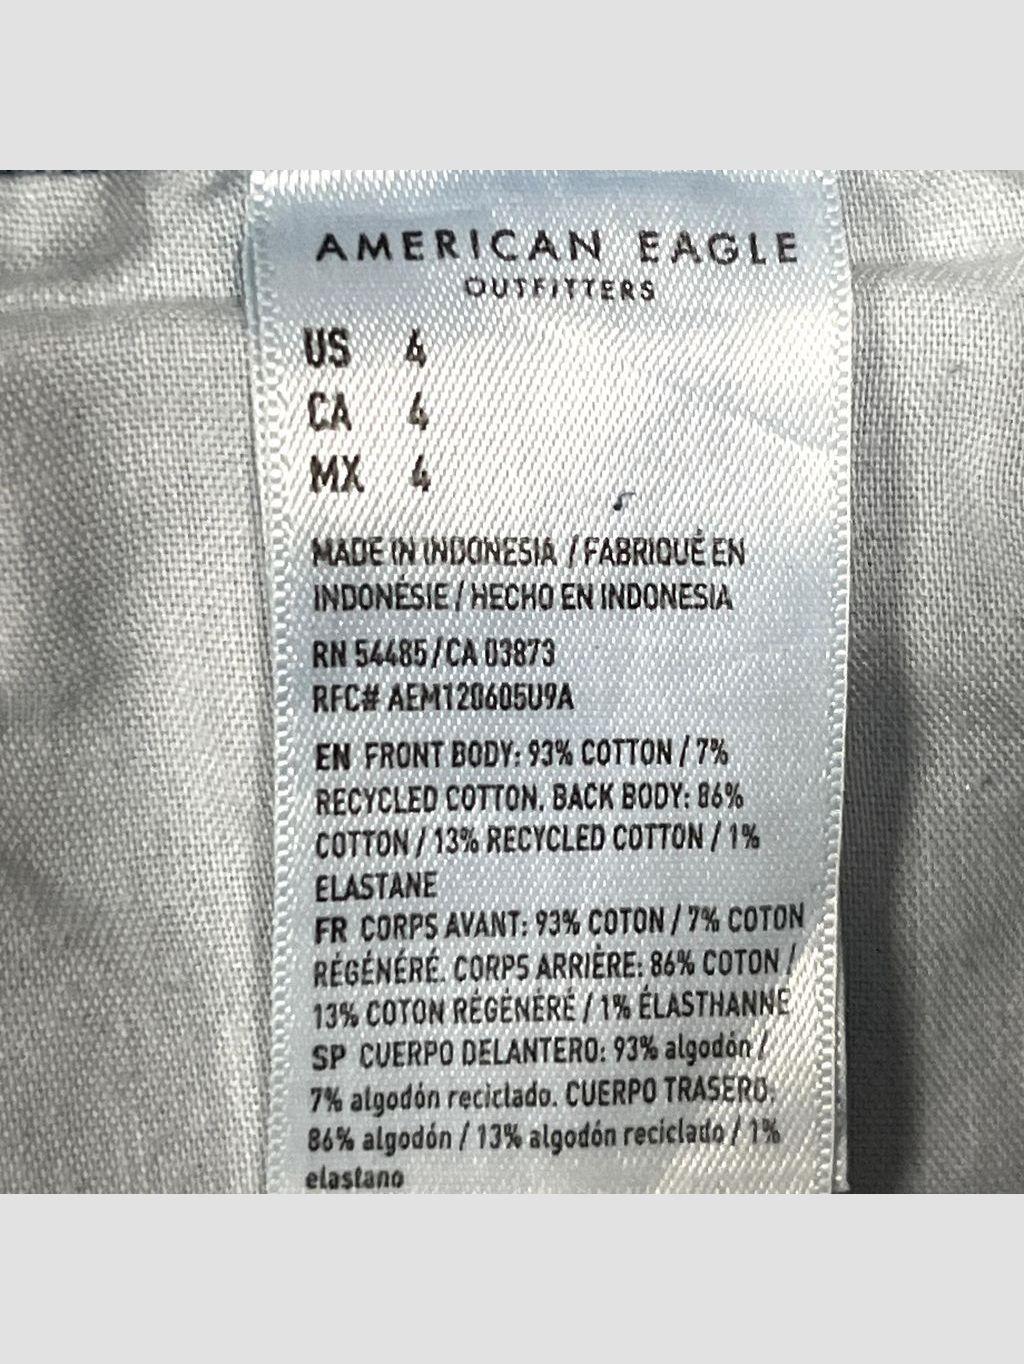 AMERICAN EAGLE
OUTFITTERS
US 4
CA 4
MX 4
MADE IN INDONESIA / FABRIQUÉ EN
INDONÉSIE / HECHO EN INDONESIA
RN 54485/CA 03873
RFC# AEM120605U9A
EN FRONT BODY: 93% COTTON / 7%
RECYCLED COTTON. BACK BODY: 86%
COTTON / 13% RECYCLED COTTON / 1%
ELASTANE
FR CORPS AVANT: 93% COTON / 7% COTON
RÉGÉNÉRÉ. CORPS ARRIÈRE: 86% COTON /
13% COTON RÉGÉNÉRÉ / 1% ÉLASTHANNE
SP CUERPO DELANTERO: 93% algodón /
7% algodón reciclado. CUERPO TRASERO:
86% algodón / 13% algodón reciclado / 1%
elastano